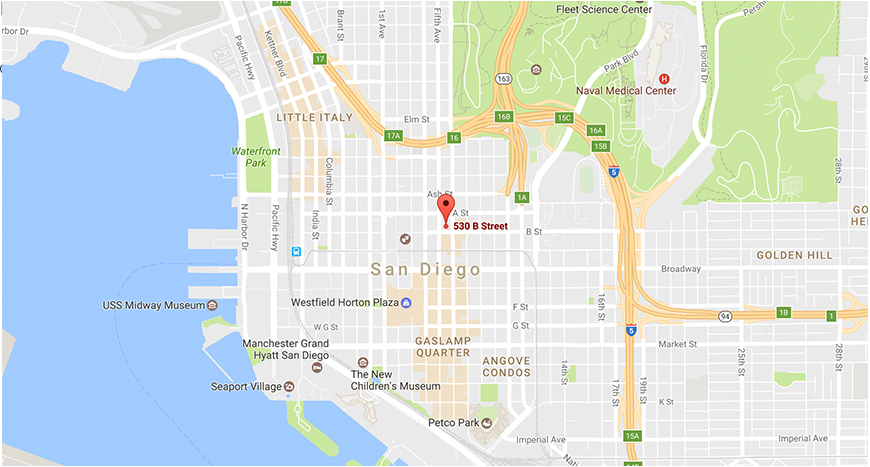 Fleet Science Center
rbor Dr
Kettner Blvd
Pacific Hwy
Brant St
1st Ave
Fifth Ave
Park Blvd
Florida Dr
29th St
17
163
H
Naval Medical
Center
LITTLE ITALY
Elm St
17A
16
16B
15C
16A
15B
Waterfront
Park
Columbia St
India St
5
28th St
Ash St
1A
A St
530 B Street
B St
N Harbor Dr
Pacific Hwy
San Diego
Broadway
GOLDEN HILL
USS Midway Museum
Westfield Horton Plaza
F St
G St
W G St
16th St
94
1B
1
5
Manchester Grand
Hyatt San Diego
GASLAMP
QUARTER
ANGOVE
CONDOS
Market St
The New
Children's Museum
Seaport Village
14th St
17th St
19th St
25th St
28th St
K St
Petco Park
Imperial Ave
15A
Imperial Ave